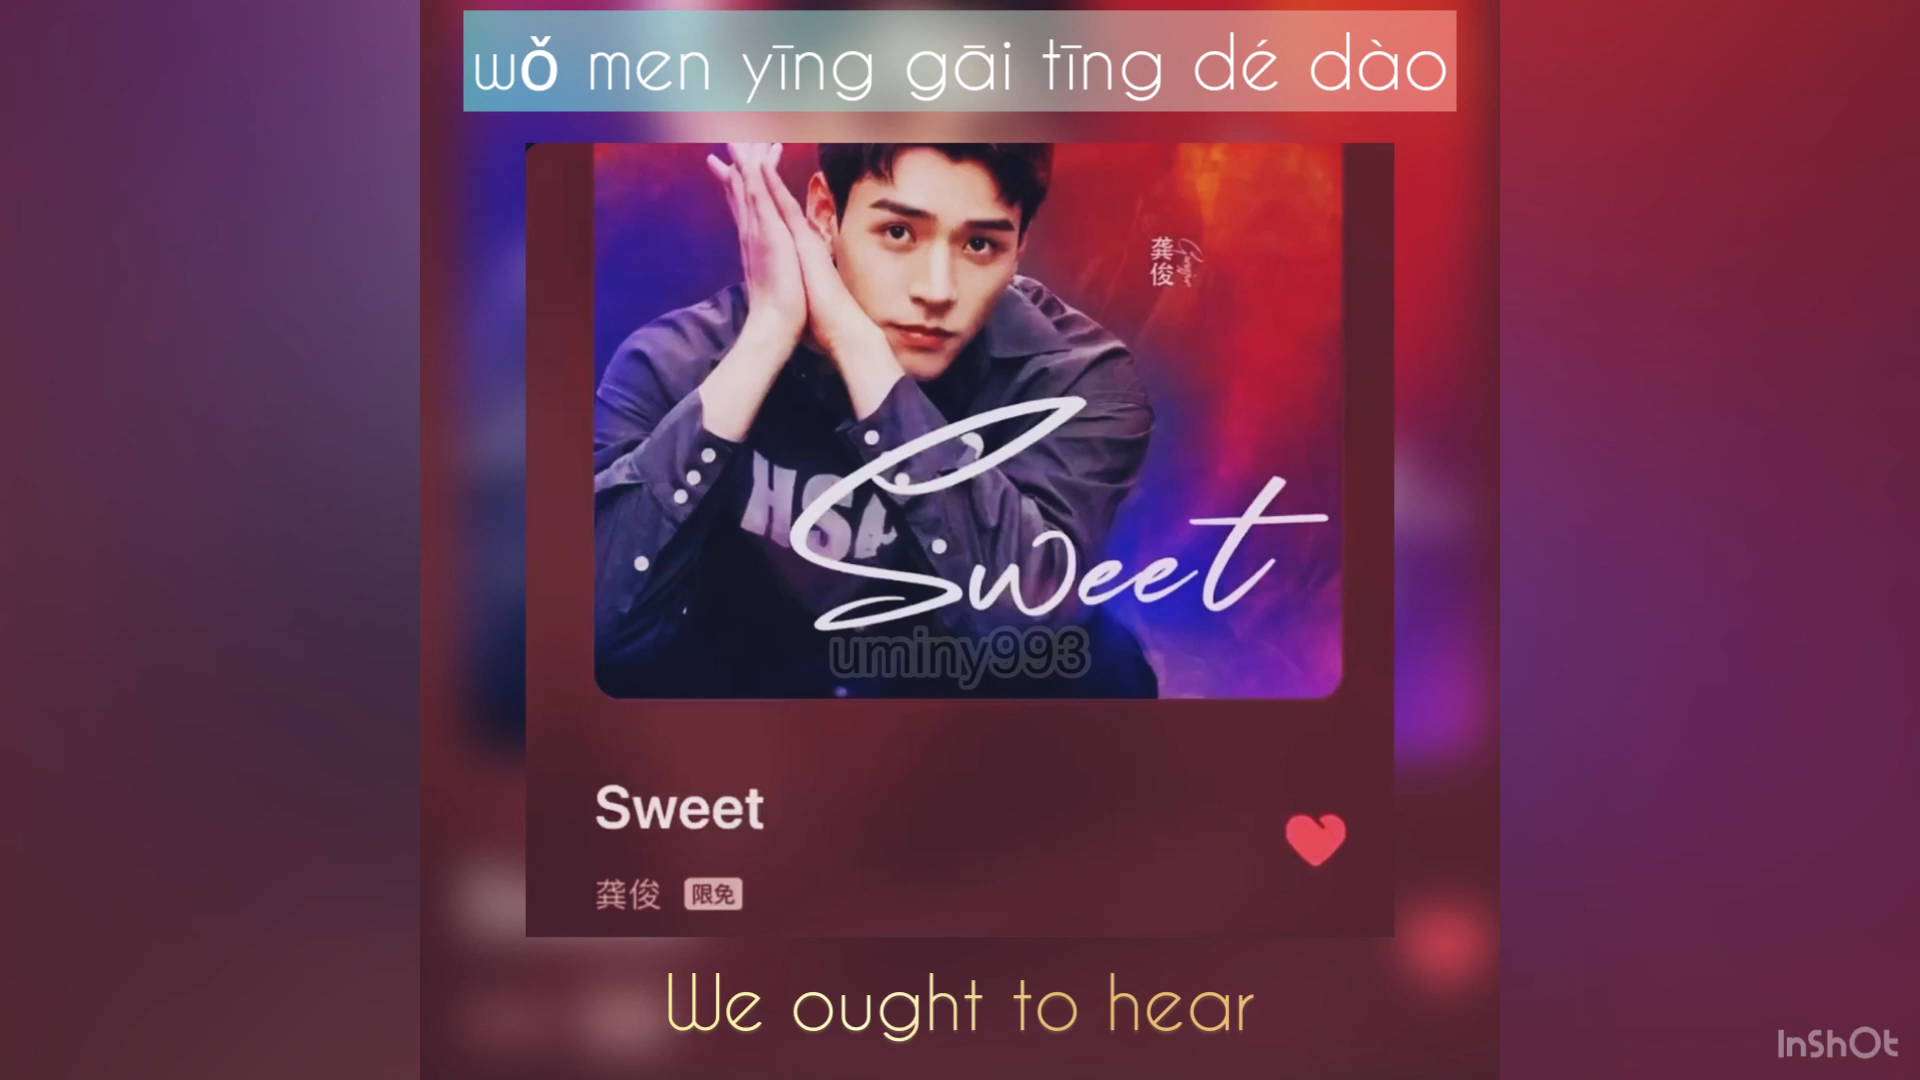 wǒ men yīng gāi tīng dé dào
龚俊
HSA
Sweet
uminy993
Sweet
龚俊 限免
We ought to hear
InShOt